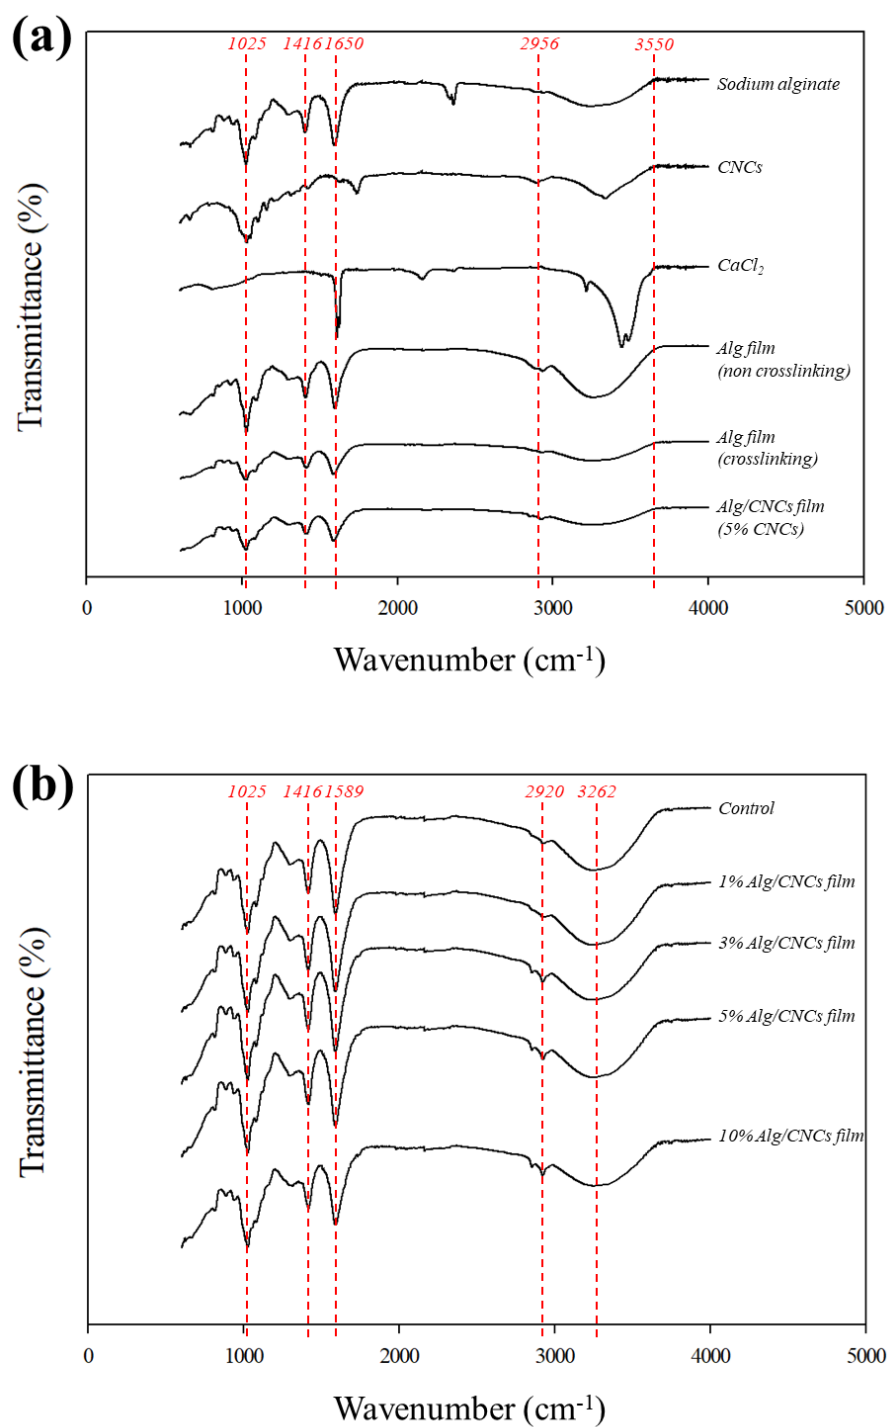 (a)
1025 1416 1650 2956 3550
Sodium alginate
CNCs
CaCl₂
Alg film
(non crosslinking)
Alg film
(crosslinking)
Alg/CNCs film
(5% CNCs)
Transmittance (%)
0 1000 2000 3000 4000 5000
Wavenumber (cm⁻¹)
(b)
1025 1416 1589 2920 3262
Control
1% Alg/CNCs film
3% Alg/CNCs film
5% Alg/CNCs film
10% Alg/CNCs film
Transmittance (%)
0 1000 2000 3000 4000 5000
Wavenumber (cm⁻¹)